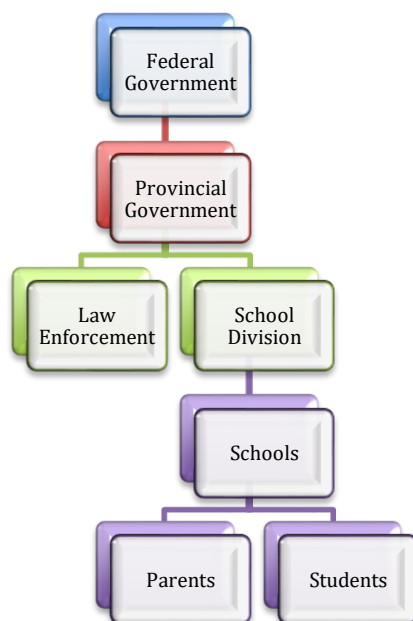 Federal
Government
Provincial
Government
Law
Enforcement
School
Division
Schools
Parents
Students